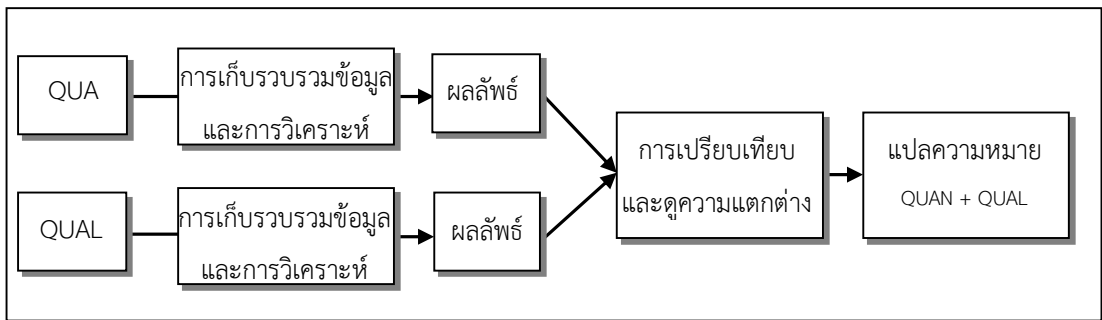 QUA
การเก็บรวบรวมข้อมูล
และการวิเคราะห์
ผลลัพธ์
QUAL
การเก็บรวบรวมข้อมูล
และการวิเคราะห์
ผลลัพธ์
การเปรียบเทียบ
และดูความแตกต่าง
แปลความหมาย
QUAN + QUAL